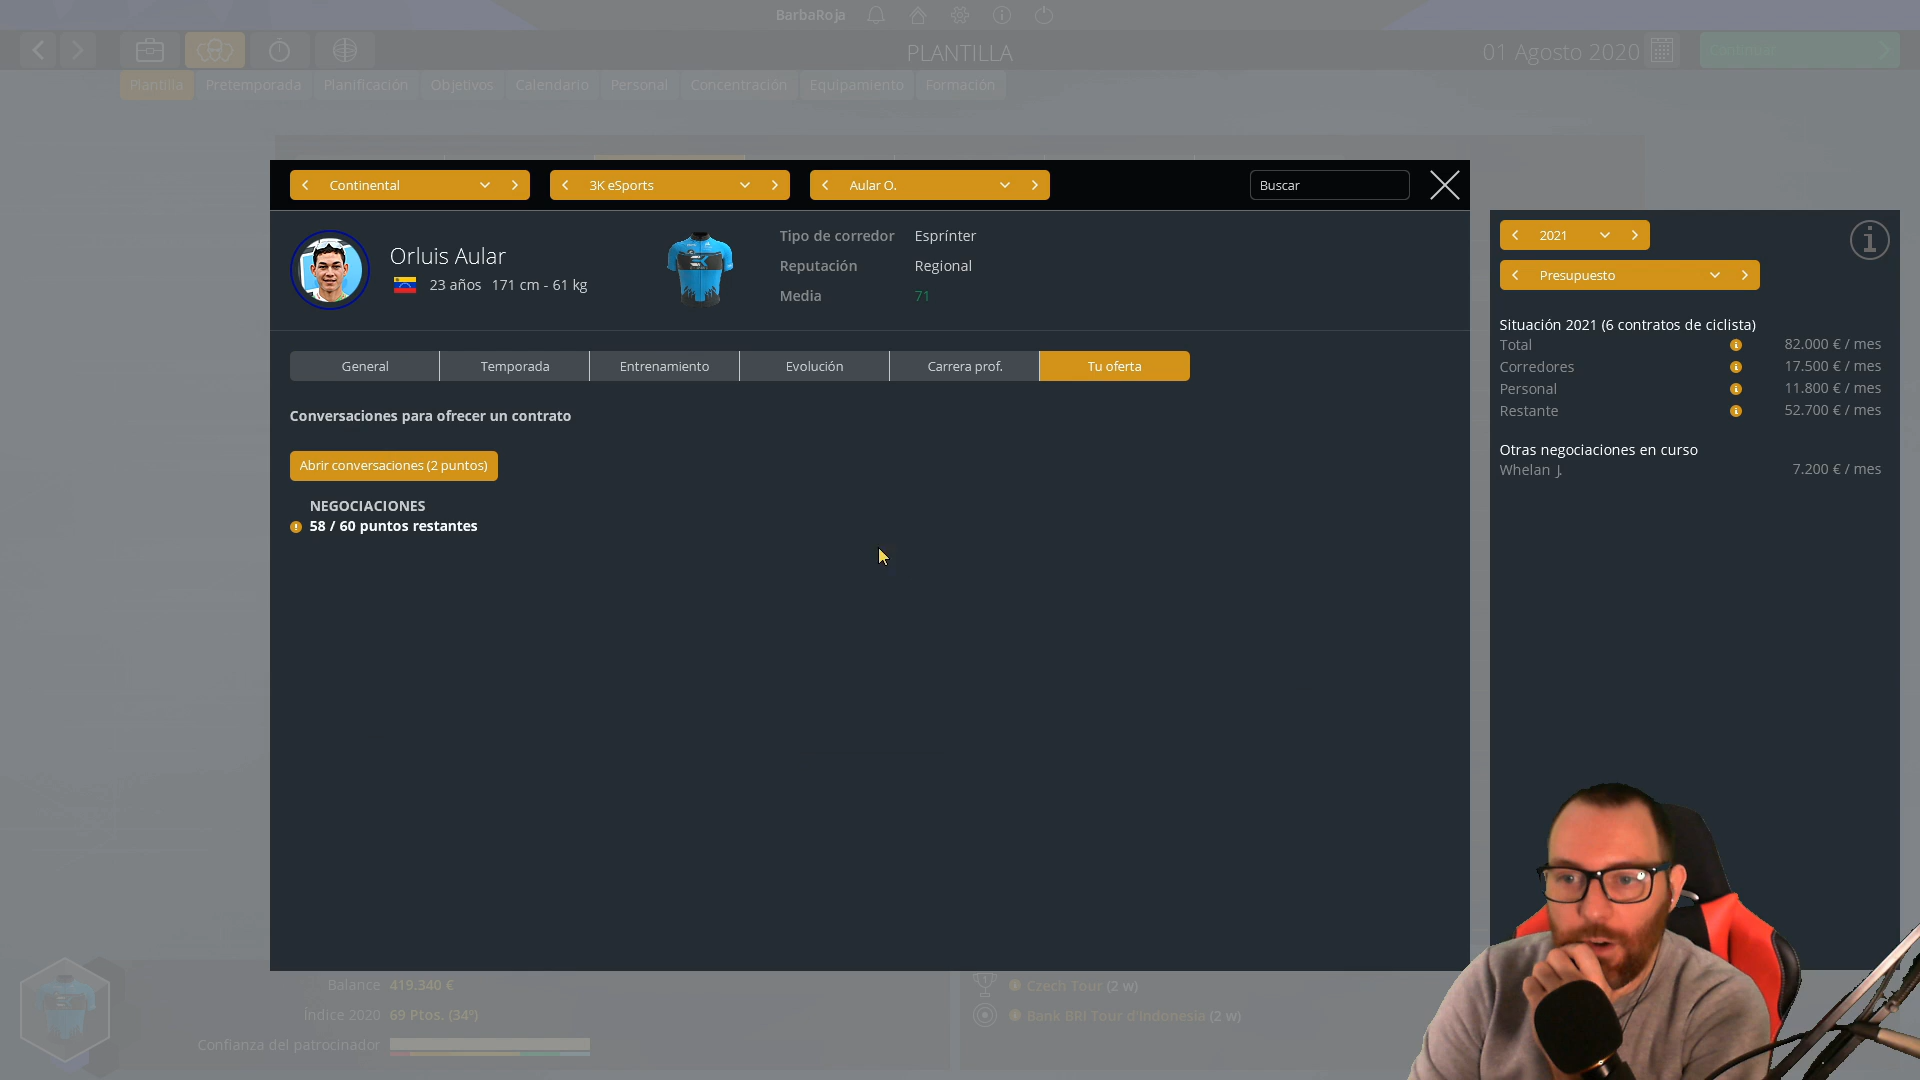 BarbaRoja
PLANTILLA
01 Agosto 2020
Continuar
Plantilla
Pretemporada
Planificación
Objetivos
Calendario
Personal
Concentración
Equipamiento
Formación
Continental
3K eSports
Aular O.
Buscar
Orluis Aular
23 años 171 cm - 61 kg
Tipo de corredor Esprínter
Reputación Regional
Media 71
General
Temporada
Entrenamiento
Evolución
Carrera prof.
Tu oferta
Conversaciones para ofrecer un contrato
Abrir conversaciones (2 puntos)
NEGOCIACIONES
58 / 60 puntos restantes
2021
Presupuesto
Situación 2021 (6 contratos de ciclista)
Total 82.000 € / mes
Corredores 17.500 € / mes
Personal 11.800 € / mes
Restante 52.700 € / mes
Otras negociaciones en curso
Whelan J. 7.200 € / mes
Balance 419.340 €
Índice 2020 69 Ptos. (34º)
Confianza del patrocinador
Czech Tour (2 w)
Bank BRI Tour d'Indonesia (2 w)